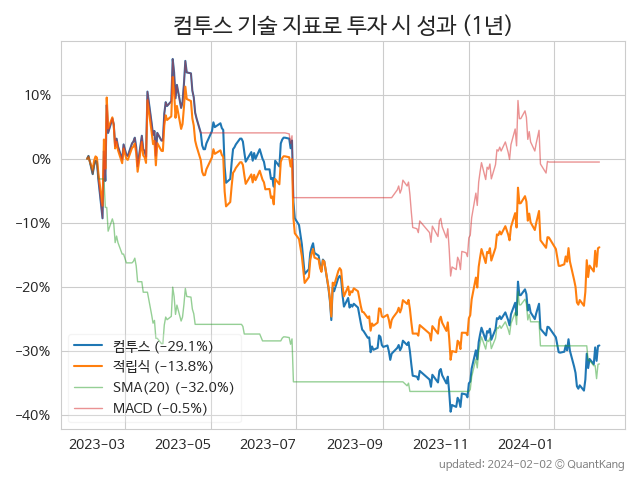 컴투스 기술 지표로 투자 시 성과 (1년)
10%
0%
−10%
−20%
−30%
−40%
컴투스 (−29.1%)
적립식 (−13.8%)
SMA(20) (−32.0%)
MACD (−0.5%)
2023-03 2023-05 2023-07 2023-09 2023-11 2024-01
updated: 2024-02-02 © QuantKang